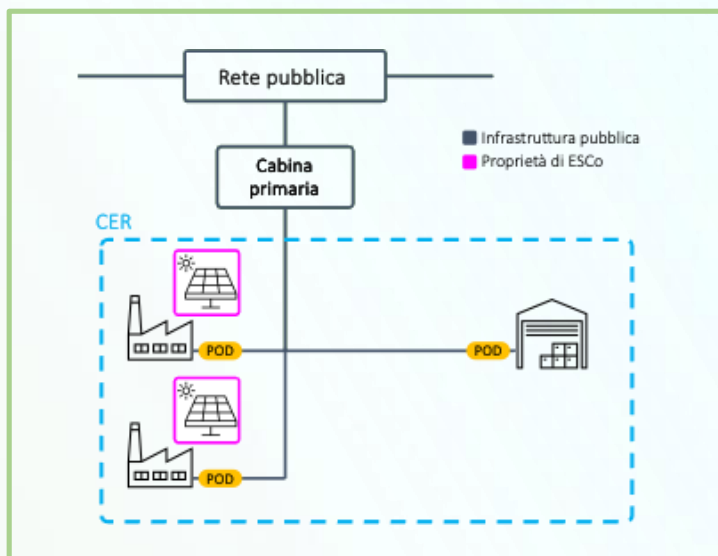 Rete pubblica
Infrastruttura pubblica
Proprietà di ESCo
Cabina
primaria
CER
POD
POD
POD